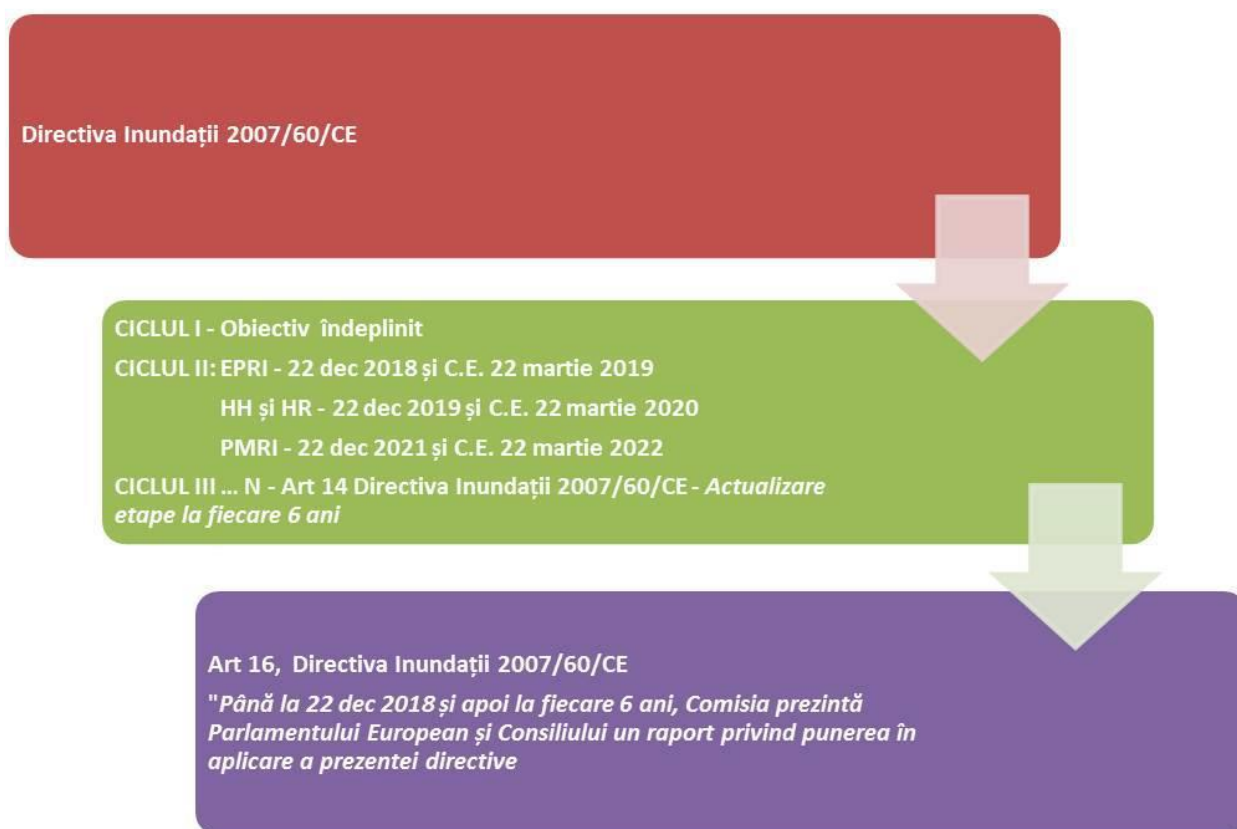 Directiva Inundații 2007/60/CE
CICLUL I - Obiectiv îndeplinit
CICLUL II: EPRI - 22 dec 2018 și C.E. 22 martie 2019
HH și HR - 22 dec 2019 și C.E. 22 martie 2020
PMRI - 22 dec 2021 și C.E. 22 martie 2022
CICLUL III ... N - Art 14 Directiva Inundații 2007/60/CE - Actualizare
etape la fiecare 6 ani
Art 16, Directiva Inundații 2007/60/CE
"Până la 22 dec 2018 și apoi la fiecare 6 ani, Comisia prezintă
Parlamentului European și Consiliului un raport privind punerea în
aplicare a prezentei directive